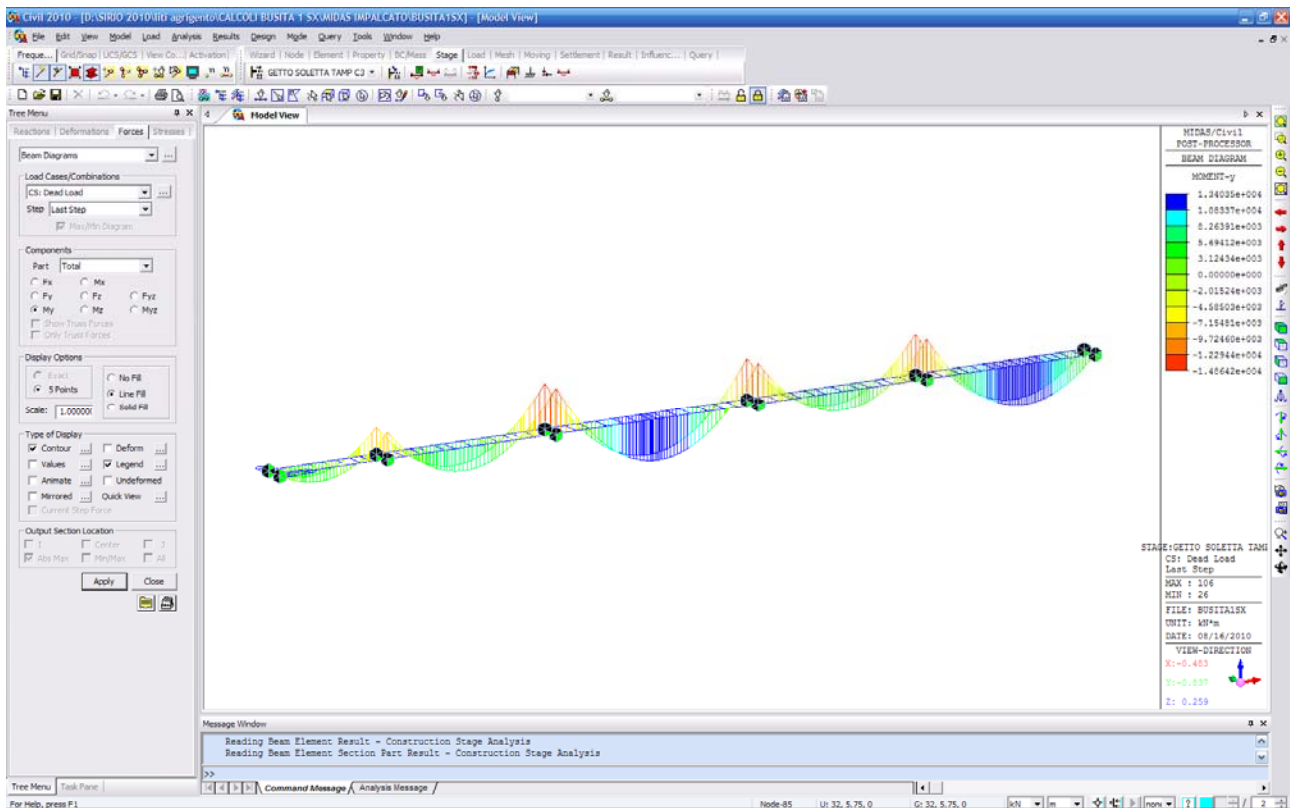 Civil 2010 - [D:\SIRIO 2010\liti agrigento\CALCOLI BUSITA 1 SX\MIDAS IMPALCATO\BUSITA1SX] - [Model View]
File Edit View Model Load Analysis Results Design Mode Query Tools Window Help
Freque... Grid/Snap UCS/GCS View Co... Activation Wizard Node Element Property BC/Mass Stage Load Mesh Moving Settlement Result Influenc... Query
GETTO SOLETTA TAMP C3
Tree Menu
Model View
Reactions Deformations Forces Stresses
Beam Diagrams
Load Cases/Combinations
CS: Dead Load
Step Last Step
Max/Min Diagram
Components
Part Total
Fx Mx
Fy Fz Fyz
My Mz Myz
Show Truss Forces
Only Truss Forces
Display Options
Exact No Fill
5 Points Line Fill
Scale: 1.00000 Solid Fill
Type of Display
Contour ... Deform ...
Values ... Legend ...
Animate ... Undeformed
Mirrored ... Quick View ...
Current Step Force
Output Section Location
I Center J
Abs Max Min/Max All
Apply Close
MIDAS/Civil
POST-PROCESSOR
BEAM DIAGRAM
MOMENT-y
1.34035e+004
1.08337e+004
8.26391e+003
5.69412e+003
3.12434e+003
0.00000e+000
-2.01524e+003
-4.58503e+003
-7.15481e+003
-9.72460e+003
-1.22944e+004
-1.48642e+004
STAGE:GETTO SOLETTA TAMP
CS: Dead Load
Last Step
MAX : 106
MIN : 26
FILE: BUSITA1SX
UNIT: kN*m
DATE: 08/16/2010
VIEW-DIRECTION
X:-0.483
Y:-0.837
Z: 0.259
Message Window
Reading Beam Element Result - Construction Stage Analysis
Reading Beam Element Section Part Result - Construction Stage Analysis
>>
Tree Menu Task Pane
Command Message Analysis Message
For Help, press F1
Node-85 U: 32, 5.75, 0 G: 32, 5.75, 0 kN m non ? / 2